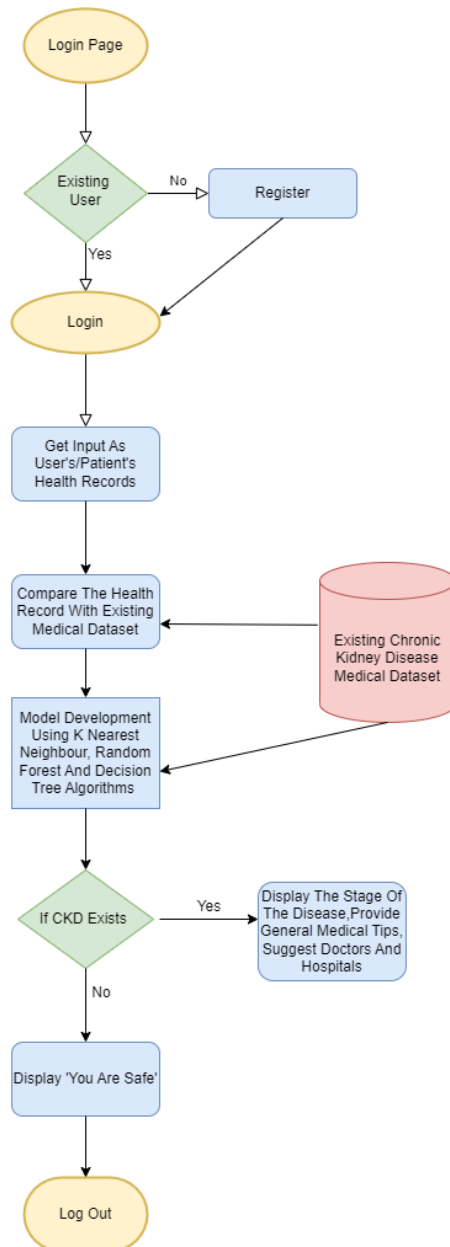 Login Page
Existing
User
No
Register
Yes
Login
Get Input As
User's/Patient's
Health Records
Compare The Health
Record With Existing
Medical Dataset
Existing Chronic
Kidney Disease
Medical Dataset
Model Development
Using K Nearest
Neighbour, Random
Forest And Decision
Tree Algorithms
If CKD Exists
Yes
Display The Stage Of
The Disease,Provide
General Medical Tips,
Suggest Doctors And
Hospitals
No
Display 'You Are Safe'
Log Out